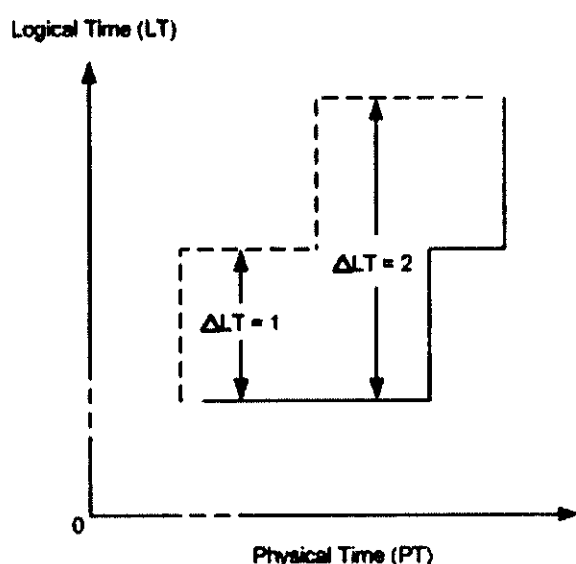 Logical Time (LT)
ΔLT = 2
ΔLT = 1
0
Physical Time (PT)